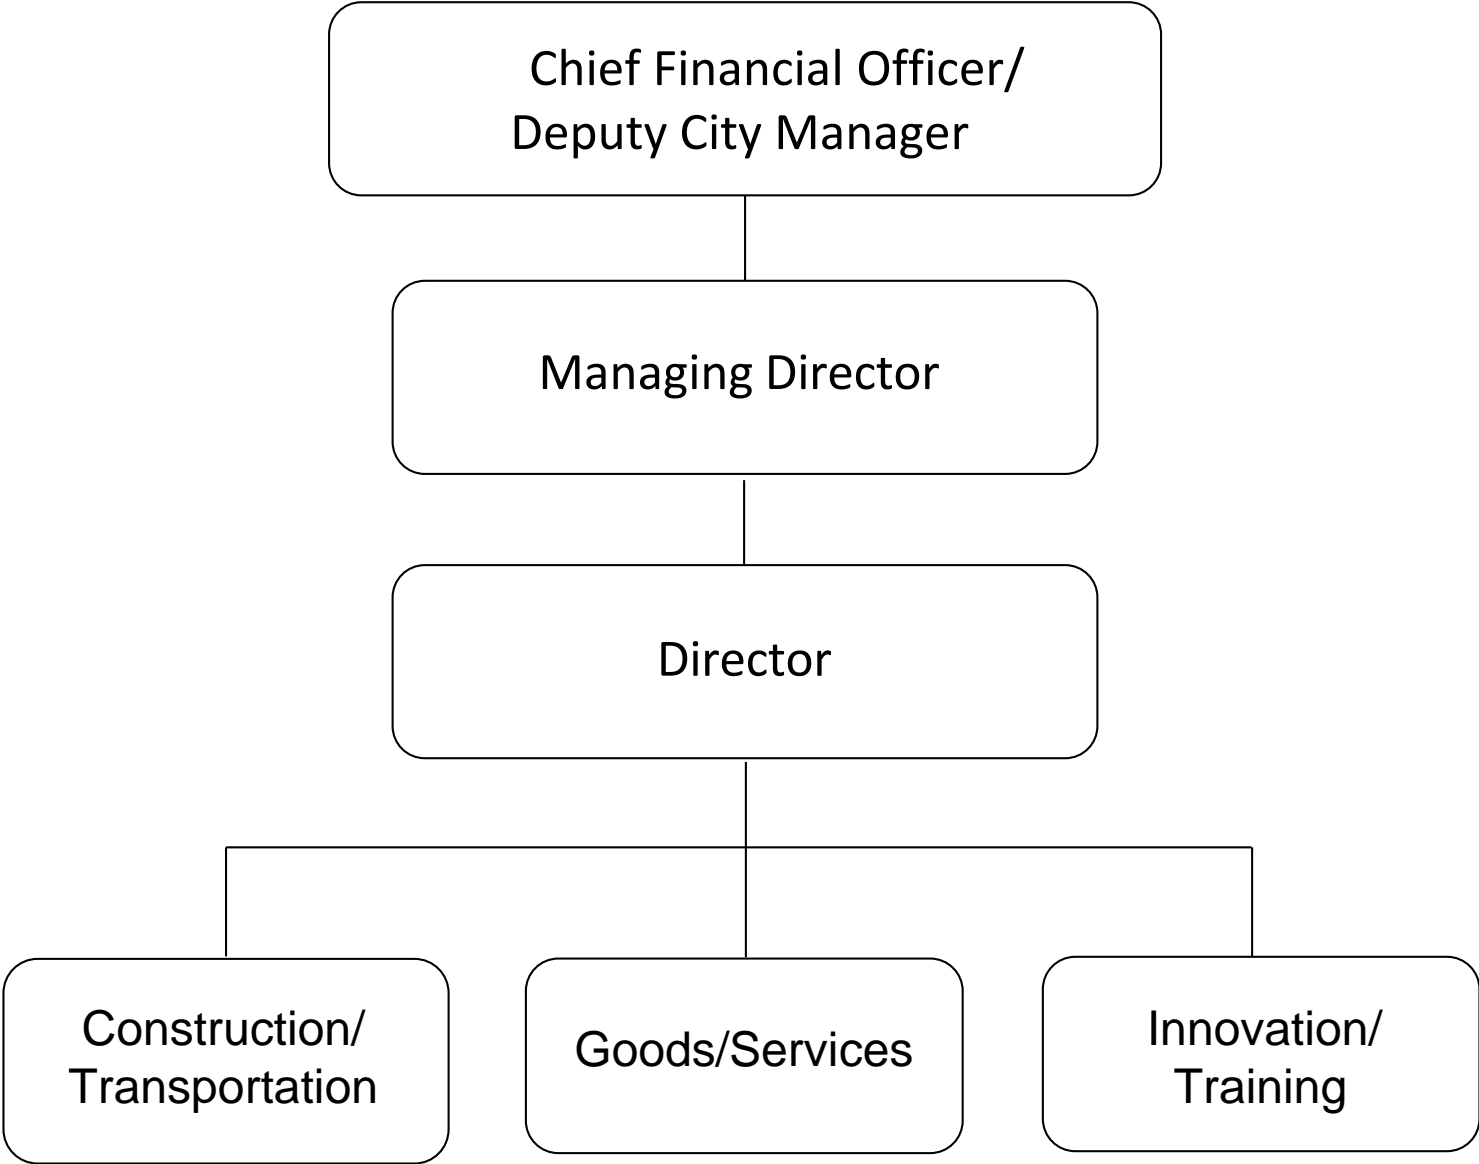 Chief Financial Officer/
Deputy City Manager
Managing Director
Director
Construction/
Transportation
Goods/Services
Innovation/
Training